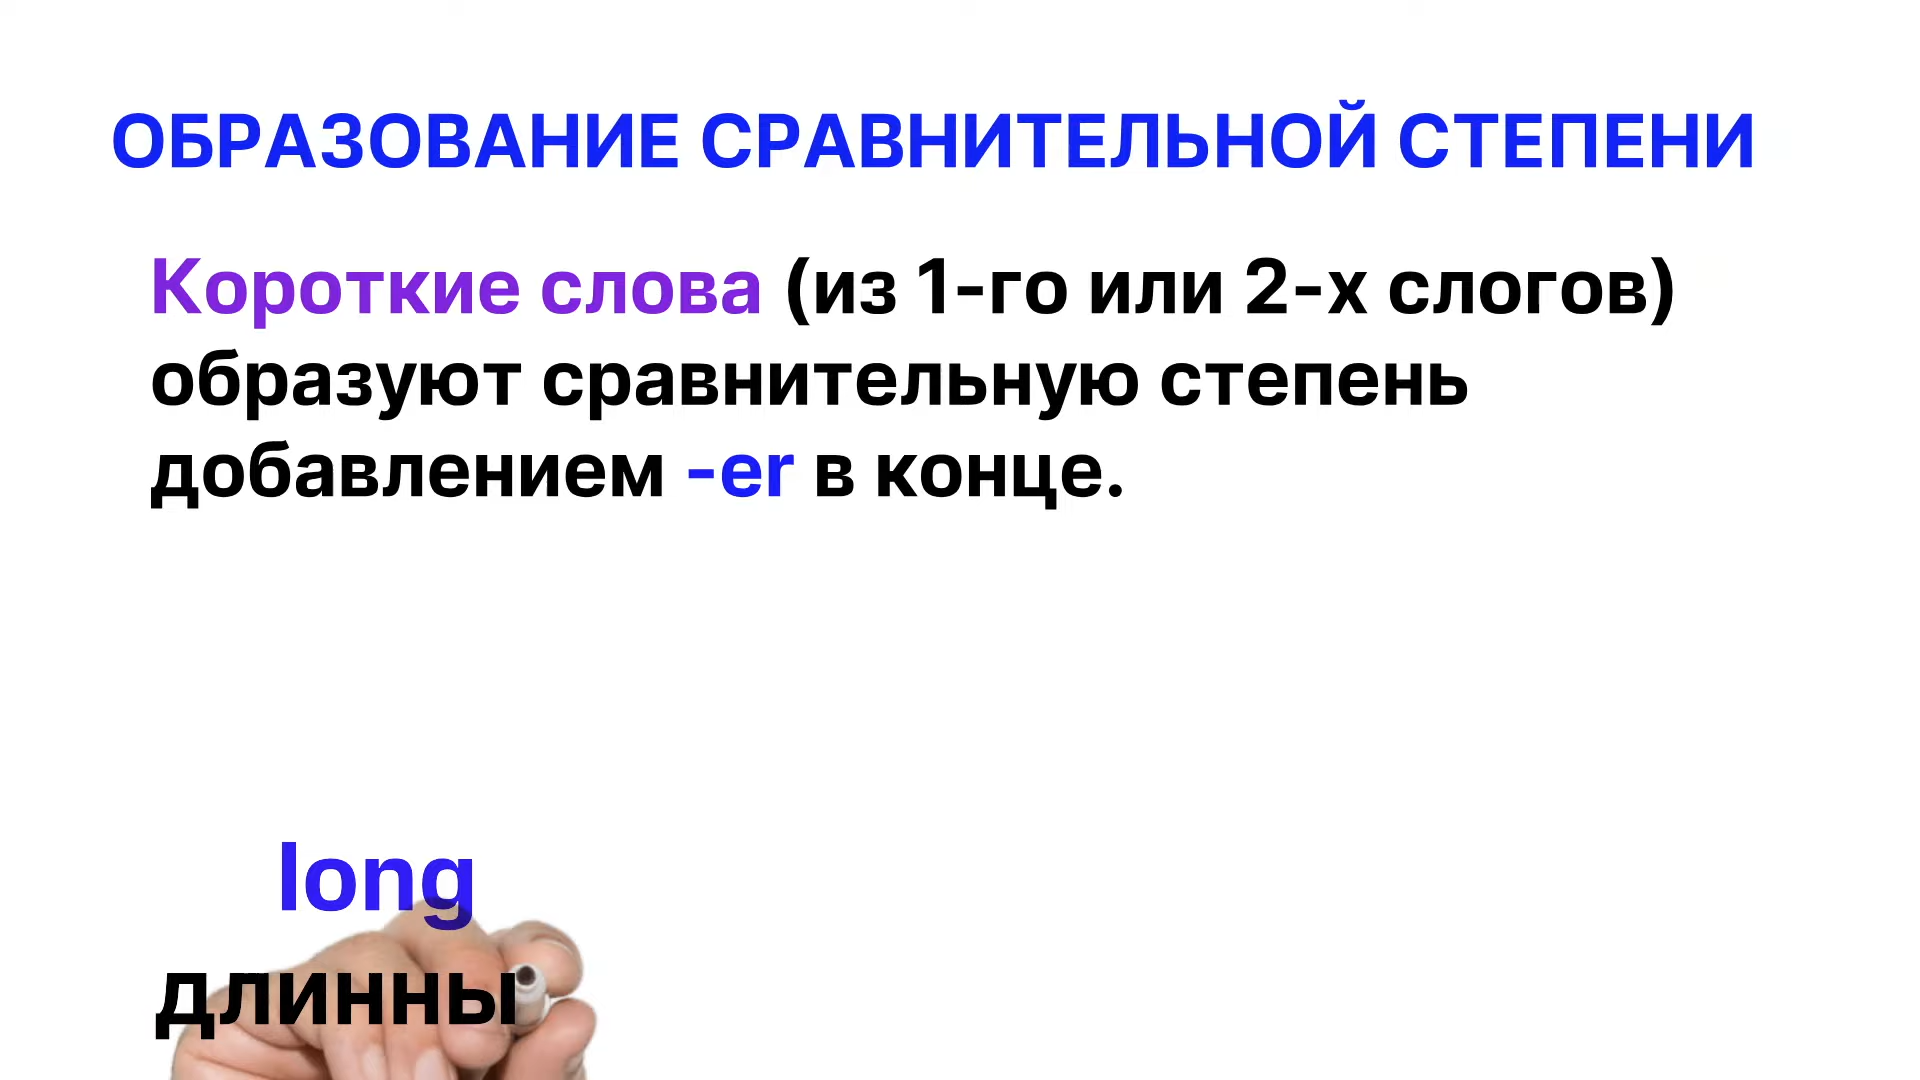 ОБРАЗОВАНИЕ СРАВНИТЕЛЬНОЙ СТЕПЕНИ
Короткие слова (из 1-го или 2-х слогов)
образуют сравнительную степень
добавлением -er в конце.
long
длинны